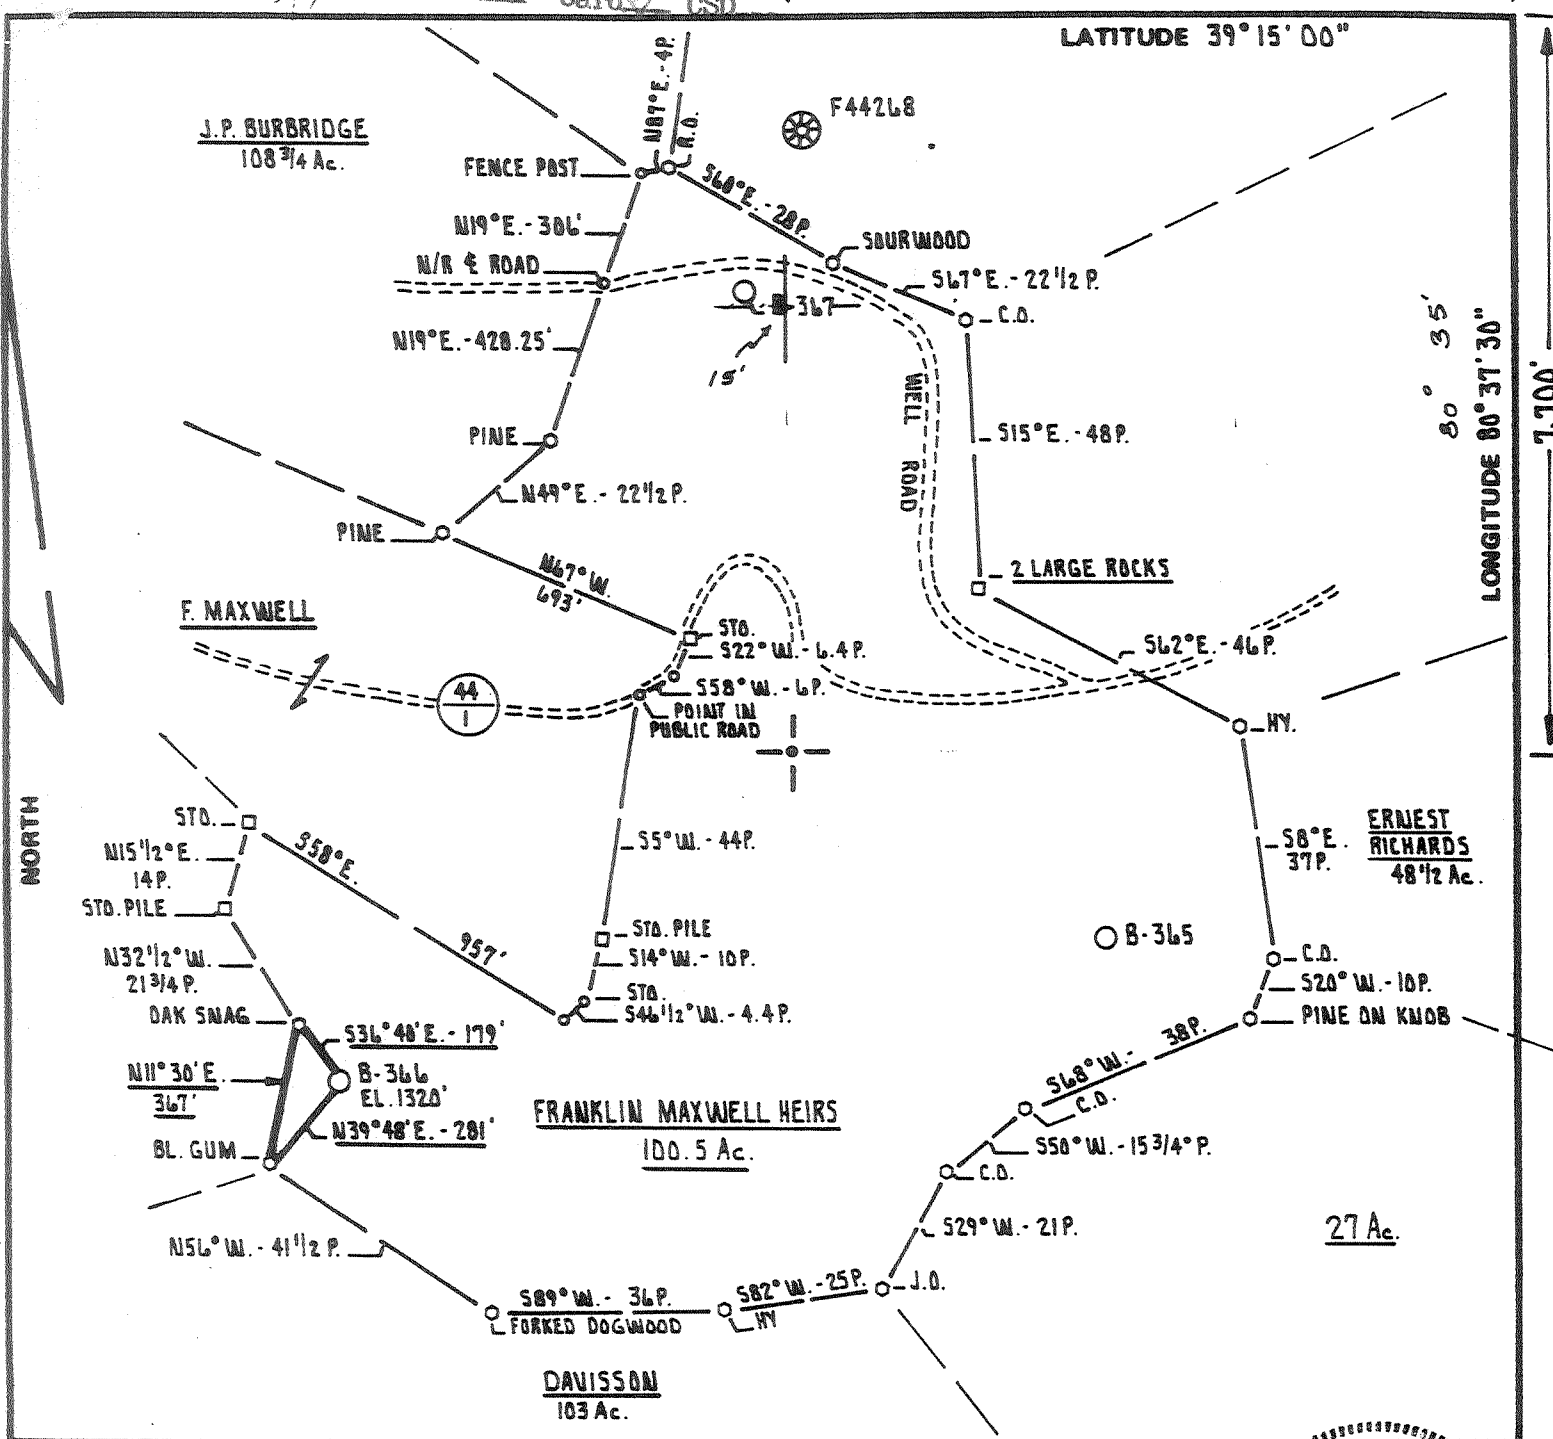 CSD
LATITUDE 39°15'00"
J.P. BURBRIDGE
108 3/4 Ac.
N87°E.-4P.
R.O.
F44268
FENCE POST
S60°E.-28P.
N19°E.-306'
SOURWOOD
N/R ℄ ROAD
S67°E.-22 1/2 P.
B-367
C.O.
N19°E.-428.25'
15'
80° 35'
LONGITUDE 80°37'30"
7,700'
WELL ROAD
PINE
S15°E.-48P.
N49°E.-22 1/2 P.
PINE
N67°W.
693'
2 LARGE ROCKS
F. MAXWELL
STO.
S22°W.-6.4P.
S62°E.-46P.
44
1
S58°W.-6P.
POINT IN
PUBLIC ROAD
HY.
NORTH
STO.
S58°E.
957'
N15 1/2°E.
14P.
S5°W.-44P.
S8°E.
37P.
ERNEST
RICHARDS
48 1/2 Ac.
STO. PILE
STO. PILE
B-365
N32 1/2°W.
21 3/4 P.
S14°W.-10P.
C.O.
STO.
S20°W.-10P.
OAK SNAG
S46 1/2°W.-4.4P.
PINE ON KNOB
S36°48'E.-179'
S68°W.-38P.
N11°30'E.
367'
B-366
EL.1320'
C.O.
FRANKLIN MAXWELL HEIRS
100.5 Ac.
N39°48'E.-281'
BL. GUM
S50°W.-15 3/4° P.
C.O.
S29°W.-21P.
27 Ac.
N56°W.-41 1/2 P.
S89°W.-36P.
S82°W.-25P.
J.O.
FORKED DOGWOOD
HY
DAVISSON
103 Ac.